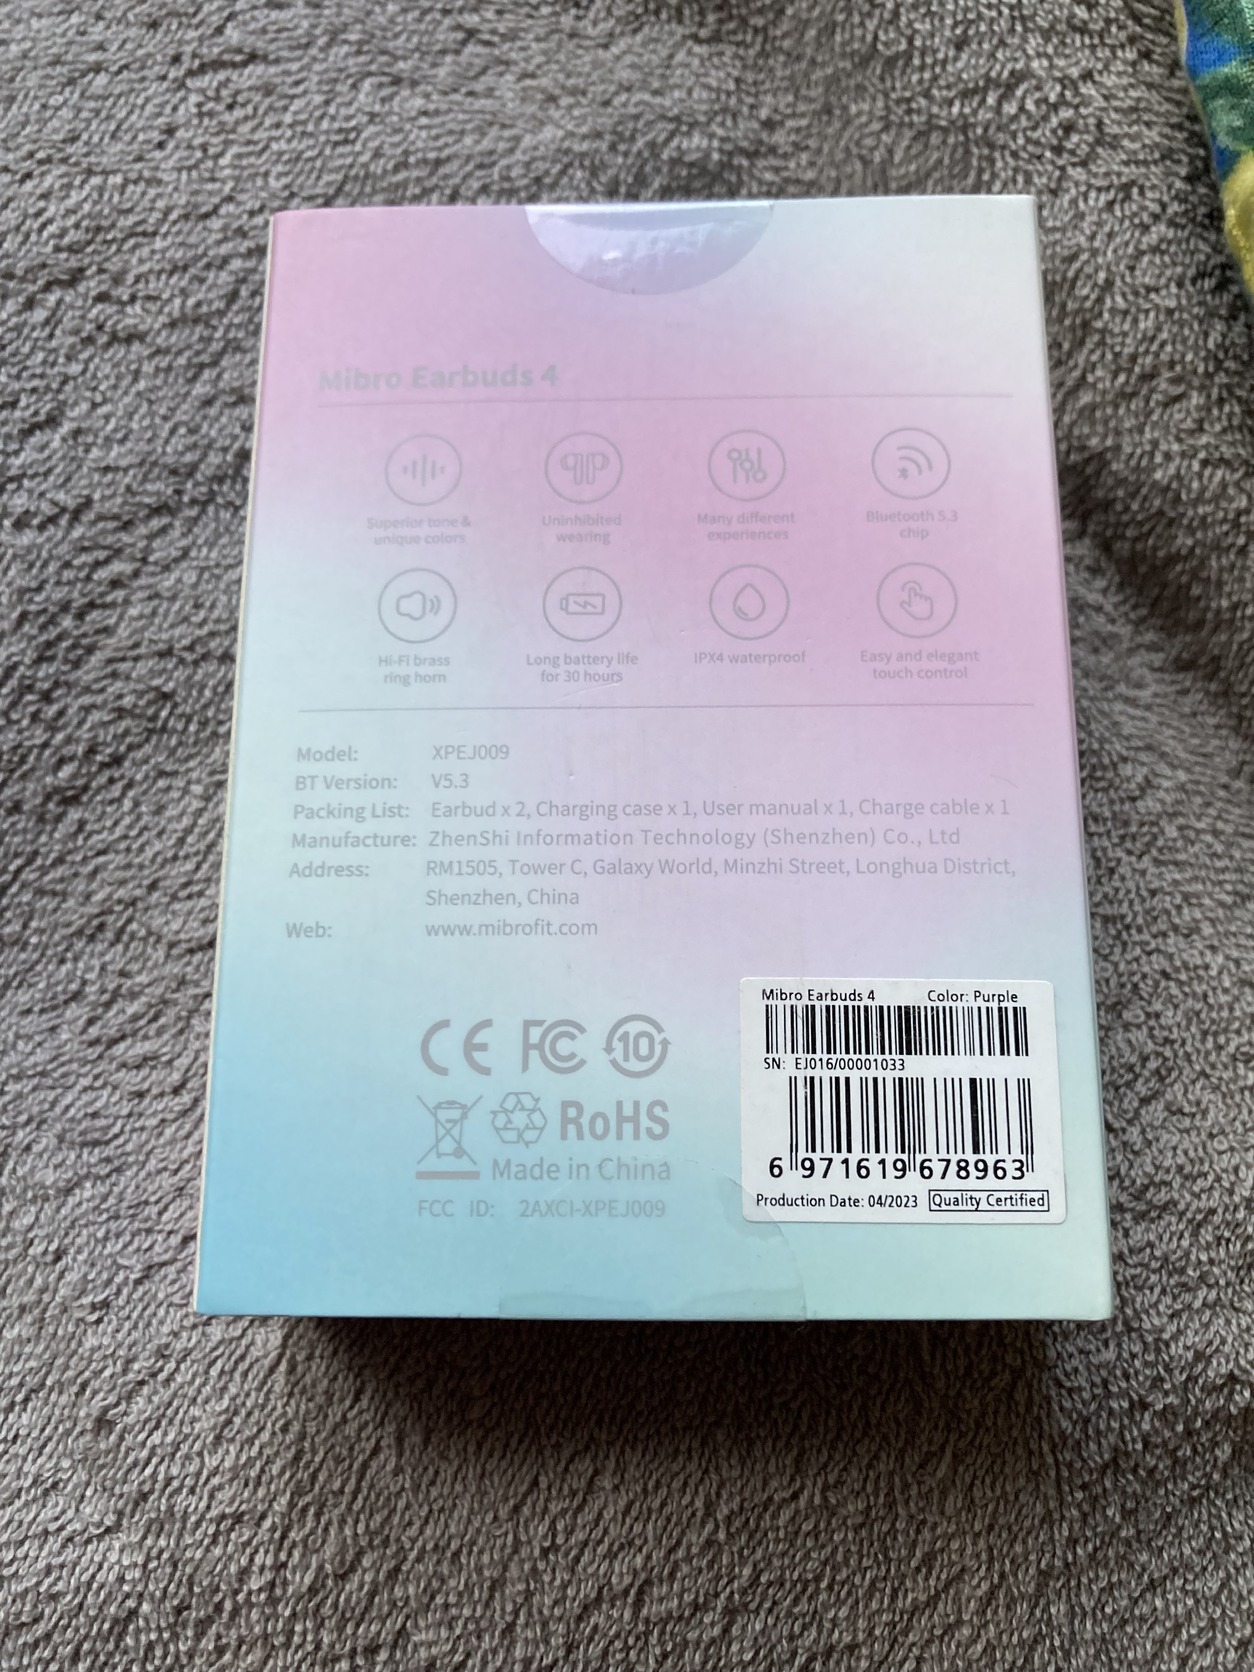 Mibro Earbuds 4
Superior tone & unique colors
Uninhibited wearing
Many different experiences
Bluetooth 5.3 chip
Hi-Fi brass ring horn
Long battery life for 30 hours
IPX4 waterproof
Easy and elegant touch control
Model: XPEJ009
BT Version: V5.3
Packing List: Earbud x 2, Charging case x 1, User manual x 1, Charge cable x 1
Manufacture: ZhenShi Information Technology (Shenzhen) Co., Ltd
Address: RM1505, Tower C, Galaxy World, Minzhi Street, Longhua District,
Shenzhen, China
Web: www.mibrofit.com
CE FC 10
RoHS
Made in China
FCC ID: 2AXCI-XPEJ009
Mibro Earbuds 4 Color: Purple
SN: EJ016/00001033
6 971619 678963
Production Date: 04/2023 Quality Certified